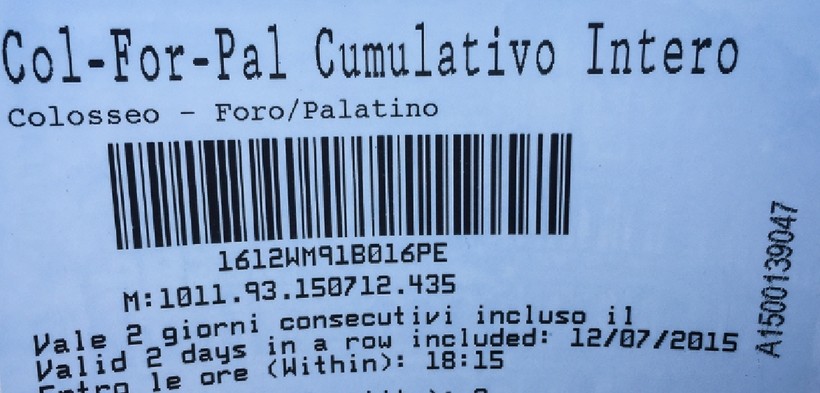 Col-For-Pal Cumulativo Intero
Colosseo - Foro/Palatino
1612WM91B016PE
M:1011.93.150712.435
Vale 2 giorni consecutivi incluso il
Valid 2 days in a row included: 12/07/2015
Entro le ore (Within): 18:15
A1500139047